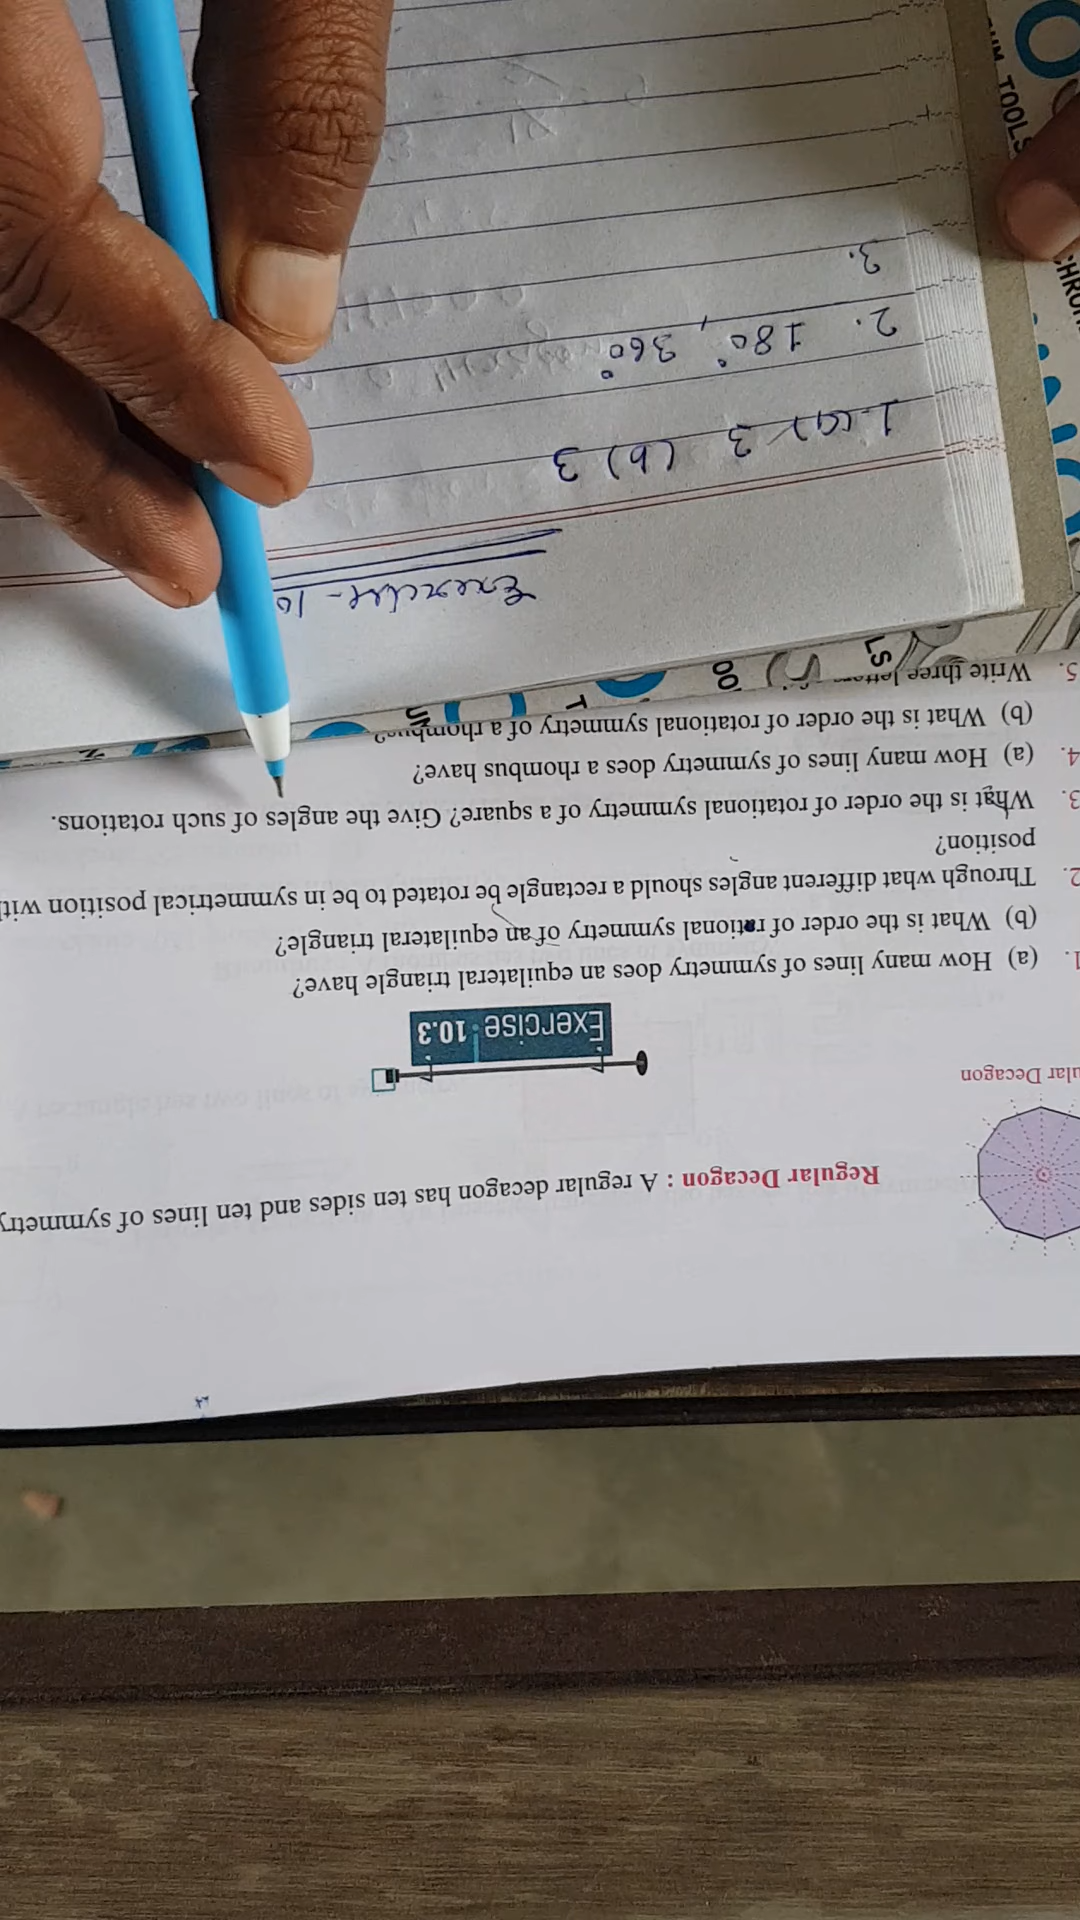 Regular Decagon : A regular decagon has ten sides and ten lines of symmetry
ular Decagon
Exercise 10.3
1. (a) How many lines of symmetry does an equilateral triangle have?
(b) What is the order of rational symmetry of an equilateral triangle?
2. Through what different angles should a rectangle be rotated to be in symmetrical position with
position?
3. What is the order of rotational symmetry of a square? Give the angles of such rotations.
4. (a) How many lines of symmetry does a rhombus have?
(b) What is the order of rotational symmetry of a rhombus?
5. Write three letters
Exercise - 10
1. (a) 3 (b) 3
2. 180°, 360°
3.
TOOLS